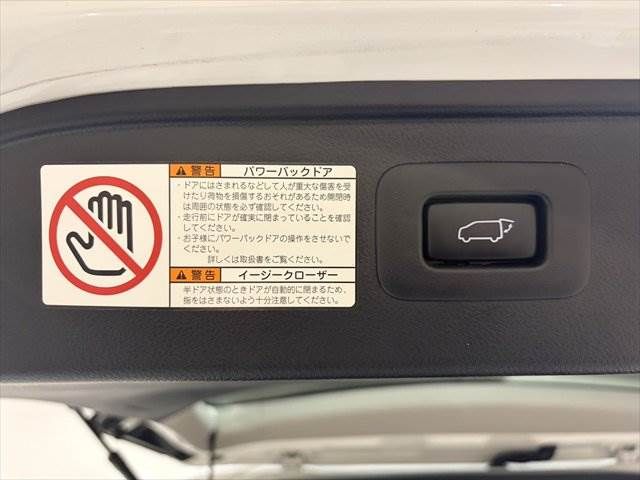 ⚠警告 パワーバックドア
・ドアにはさまれるなどして人が重大な傷害を受
けたり荷物を損傷するおそれがあるため開閉時
は周囲の状態を必ず確認してください。
・走行前にドアが確実に閉まっていることを確認
してください。
・お子様にパワーバックドアの操作をさせないで
ください。
詳しくは取扱書をご覧ください。
⚠警告 イージークローザー
半ドア状態のときドアが自動的に閉まるため、
指をはさまないよう十分注意してください。